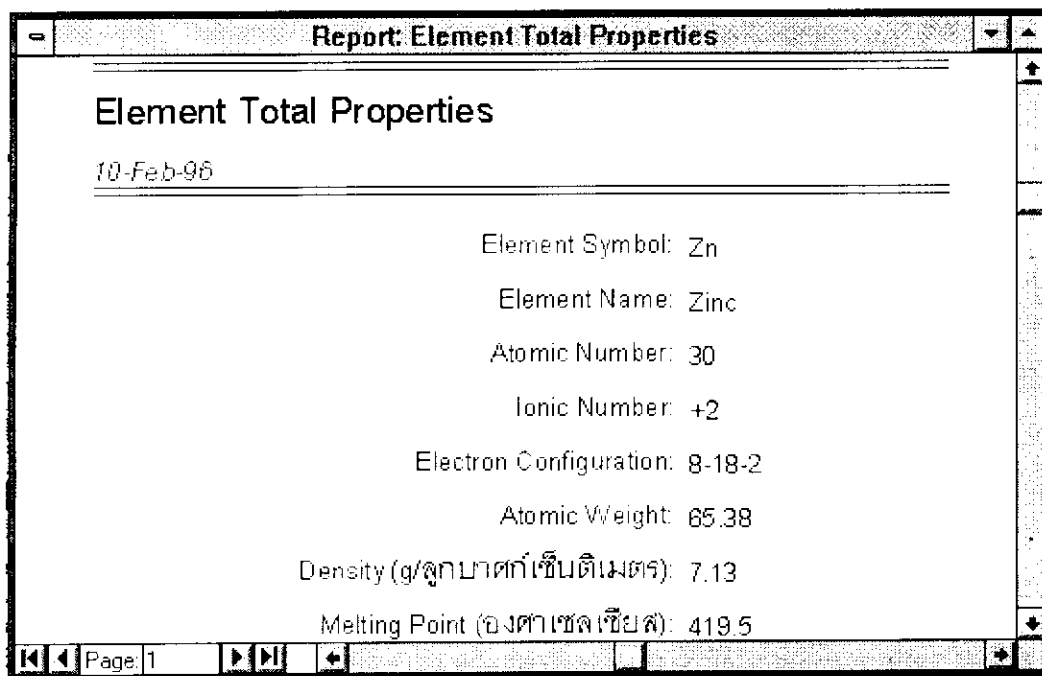 Report: Element Total Properties
Element Total Properties
10-Feb-96
Element Symbol: Zn
Element Name: Zinc
Atomic Number: 30
Ionic Number: +2
Electron Configuration: 8-18-2
Atomic Weight: 65.38
Density (g/ลูกบาศก์เซ็นติเมตร): 7.13
Melting Point (องศาเซลเซียส): 419.5
Page: 1